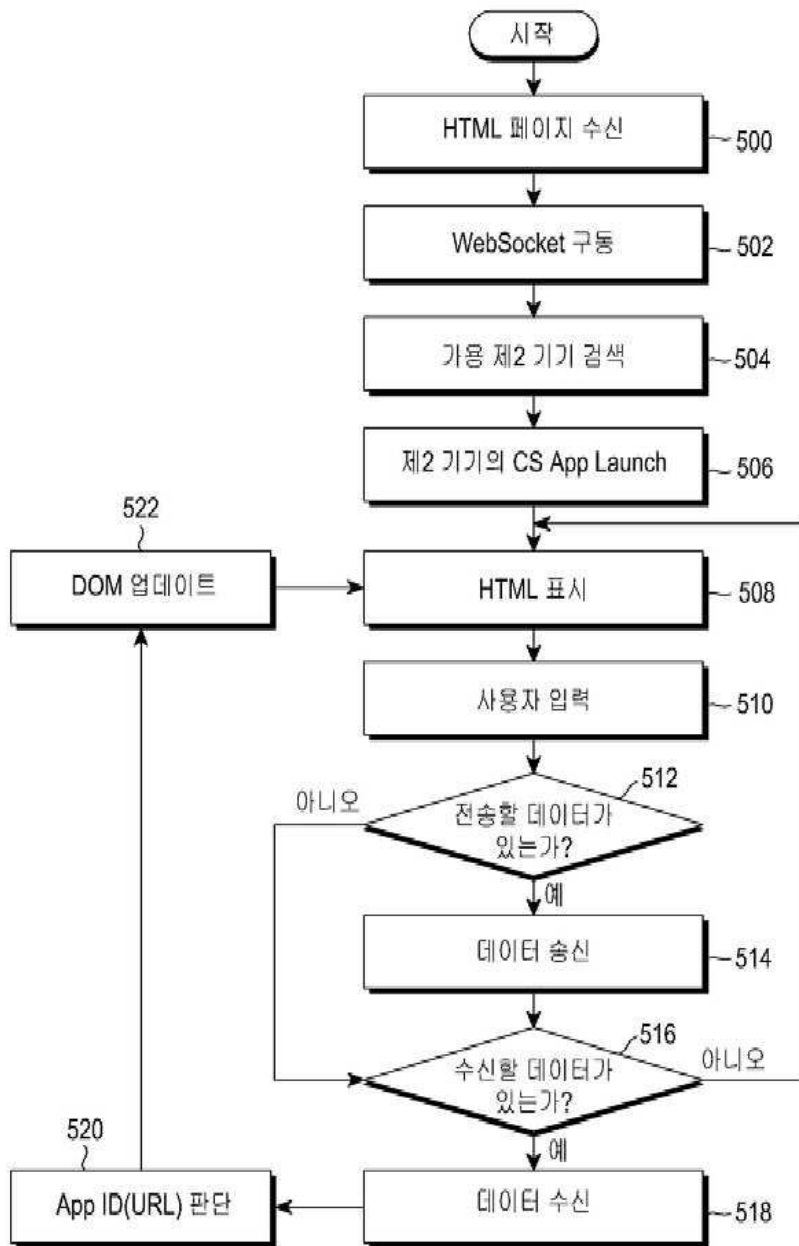 시작
HTML 페이지 수신
500
WebSocket 구동
502
가용 제2 기기 검색
504
제2 기기의 CS App Launch
506
522
DOM 업데이트
HTML 표시
508
사용자 입력
510
512
아니오
전송할 데이터가
있는가?
예
데이터 송신
514
516
수신할 데이터가
있는가?
아니오
예
520
App ID(URL) 판단
데이터 수신
518